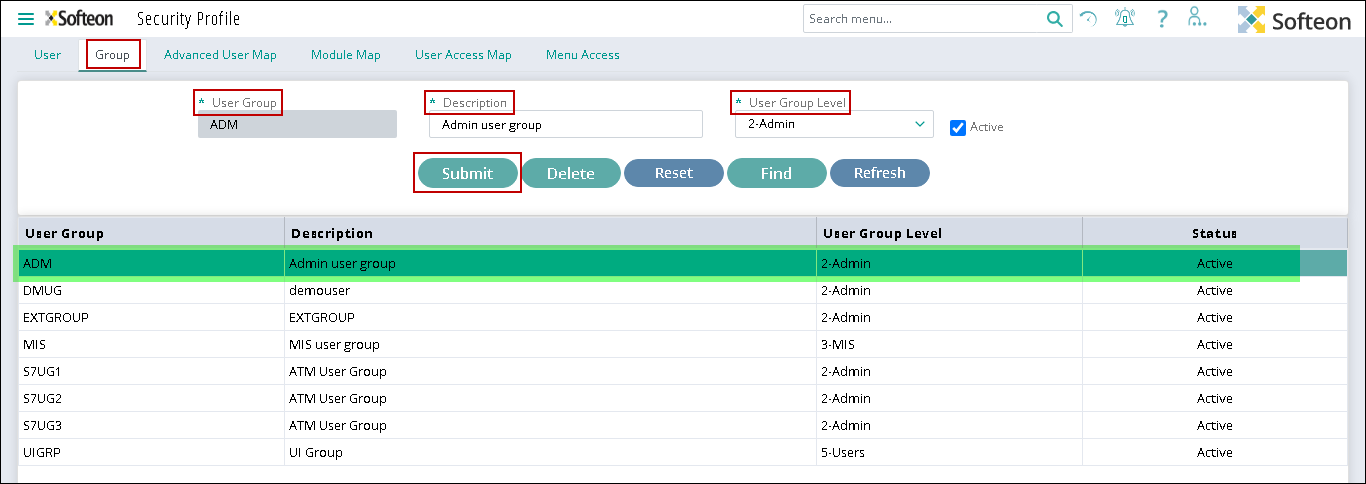 Softeon Security Profile Search menu... ? Softeon
User Group Advanced User Map Module Map User Access Map Menu Access
* User Group * Description * User Group Level
ADM Admin user group 2-Admin Active
Submit Delete Reset Find Refresh
User Group Description User Group Level Status
ADM Admin user group 2-Admin Active
DMUG demouser 2-Admin Active
EXTGROUP EXTGROUP 2-Admin Active
MIS MIS user group 3-MIS Active
S7UG1 ATM User Group 2-Admin Active
S7UG2 ATM User Group 2-Admin Active
S7UG3 ATM User Group 2-Admin Active
UIGRP UI Group 5-Users Active